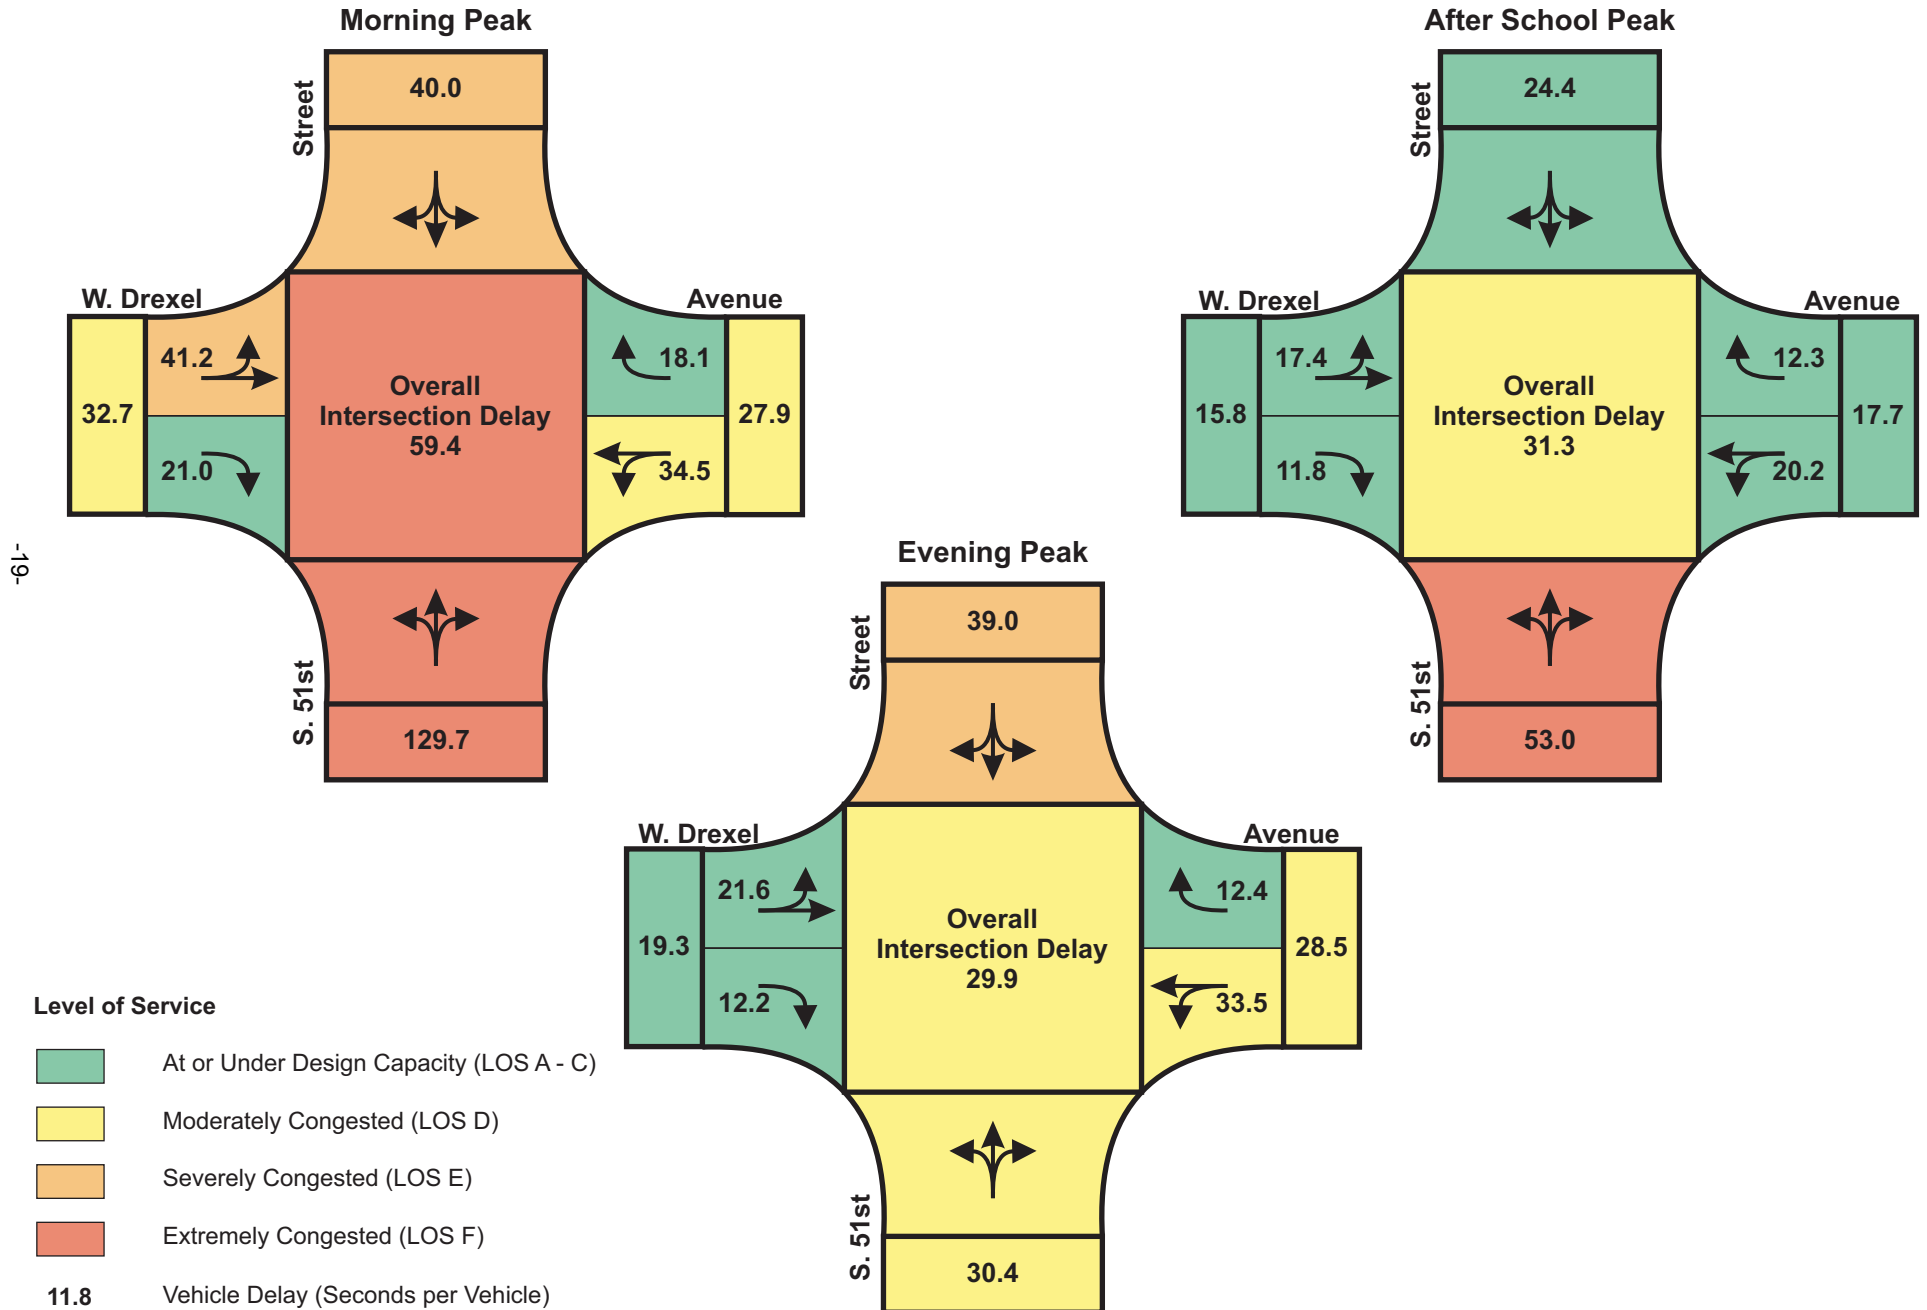 Morning Peak
40.0
Street
W. Drexel
Avenue
41.2
18.1
32.7
Overall
Intersection Delay
59.4
27.9
21.0
34.5
S. 51st
129.7
After School Peak
24.4
Street
W. Drexel
Avenue
17.4
12.3
15.8
Overall
Intersection Delay
31.3
17.7
11.8
20.2
S. 51st
53.0
-19-
Evening Peak
39.0
Street
W. Drexel
Avenue
21.6
12.4
19.3
Overall
Intersection Delay
29.9
28.5
12.2
33.5
S. 51st
30.4
Level of Service
At or Under Design Capacity (LOS A - C)
Moderately Congested (LOS D)
Severely Congested (LOS E)
Extremely Congested (LOS F)
11.8 Vehicle Delay (Seconds per Vehicle)